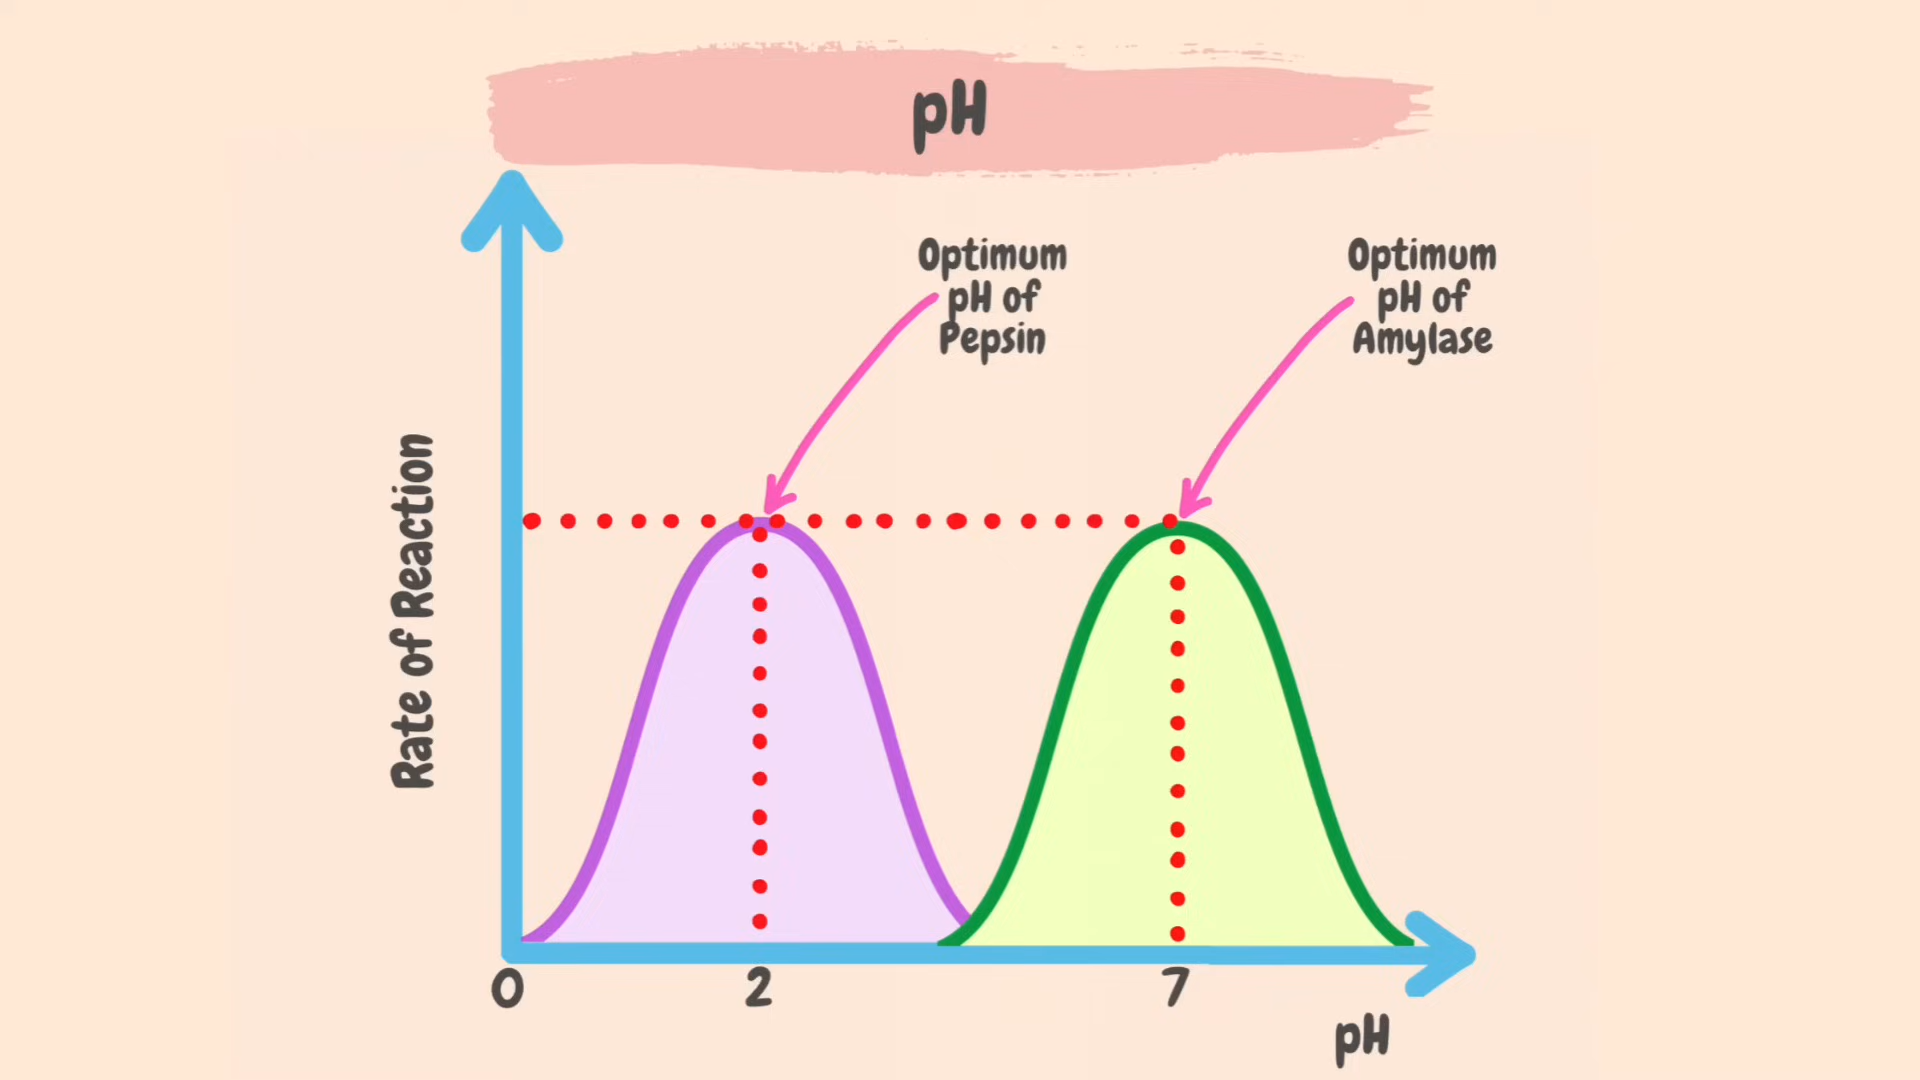 pH
Optimum
pH of
Pepsin
Optimum
pH of
Amylase
Rate of Reaction
0
2
7
pH